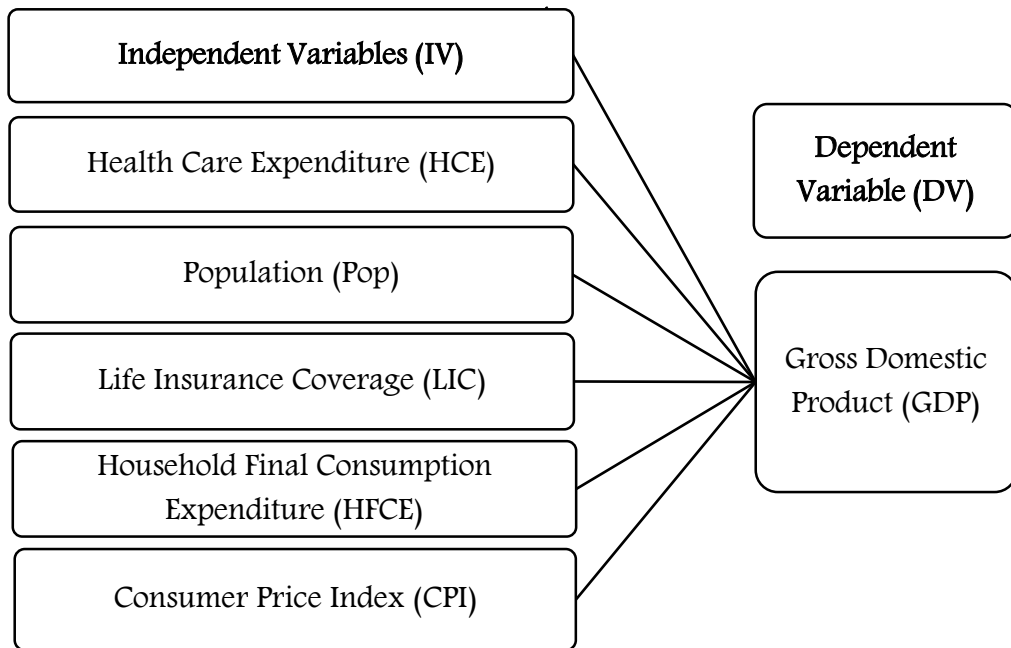 Independent Variables (IV)
Health Care Expenditure (HCE)
Population (Pop)
Life Insurance Coverage (LIC)
Household Final Consumption
Expenditure (HFCE)
Consumer Price Index (CPI)
Dependent
Variable (DV)
Gross Domestic
Product (GDP)